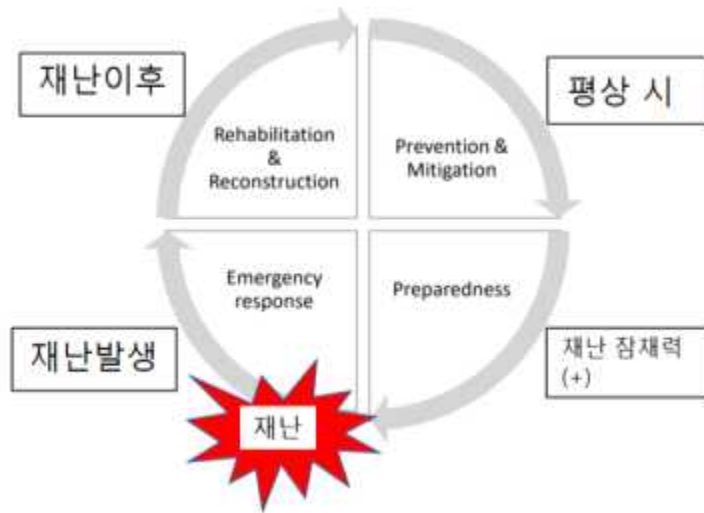 재난이후
평상 시
Rehabilitation
&
Reconstruction
Prevention &
Mitigation
Emergency
response
Preparedness
재난발생
재난 잠재력
(+)
재난